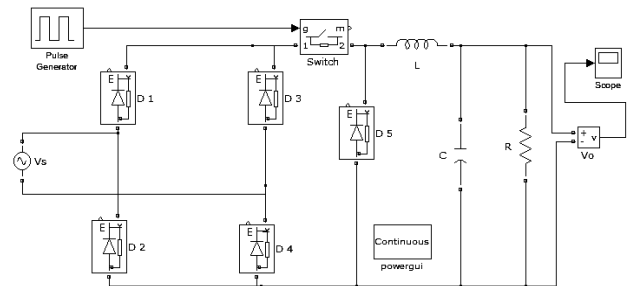 Pulse
Generator
g
m
1
2
Switch
L
Scope
E
D 1
E
D 3
E
D 5
Vs
C
R
+
-
v
Vo
E
D 2
E
D 4
Continuous
powergui